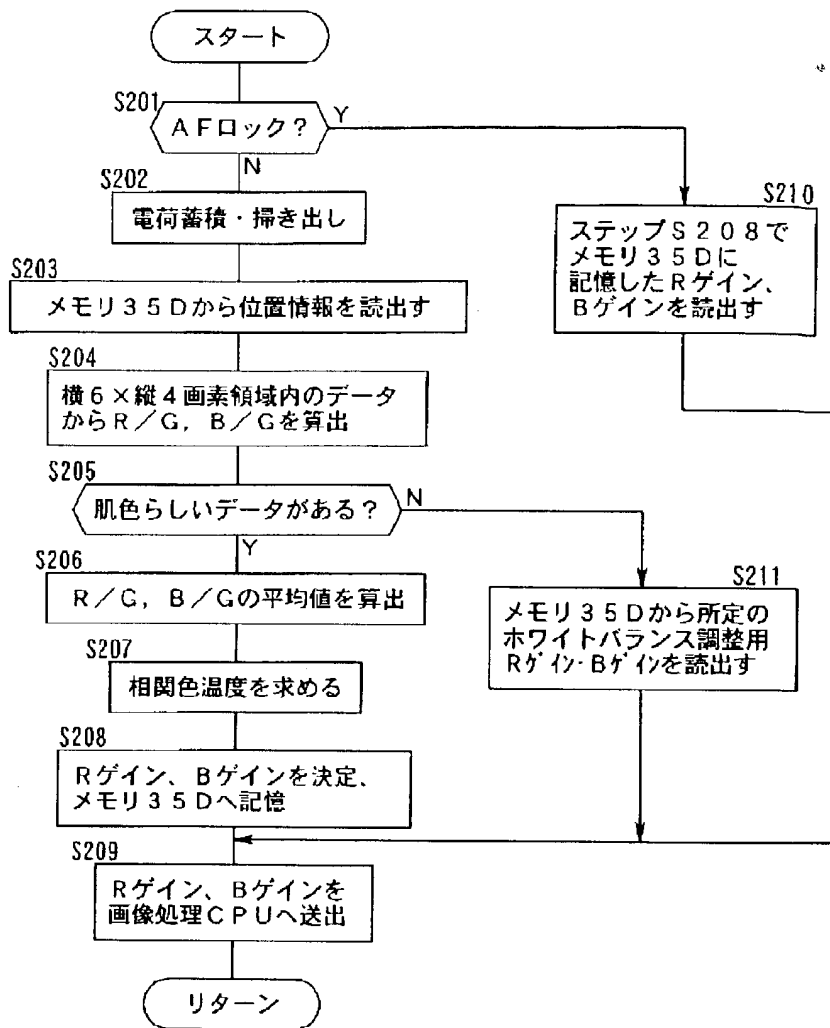 スタート
S201
AFロック?
Y
N
S202
電荷蓄積・掃き出し
S203
メモリ35Dから位置情報を読出す
S204
横6×縦4画素領域内のデータ
からR/G, B/Gを算出
S205
肌色らしいデータがある?
N
Y
S206
R/G, B/Gの平均値を算出
S207
相関色温度を求める
S208
Rゲイン、Bゲインを決定、
メモリ35Dへ記憶
S209
Rゲイン、Bゲインを
画像処理CPUへ送出
リターン
S210
ステップS208で
メモリ35Dに
記憶したRゲイン、
Bゲインを読出す
S211
メモリ35Dから所定の
ホワイトバランス調整用
Rゲイン・Bゲインを読出す